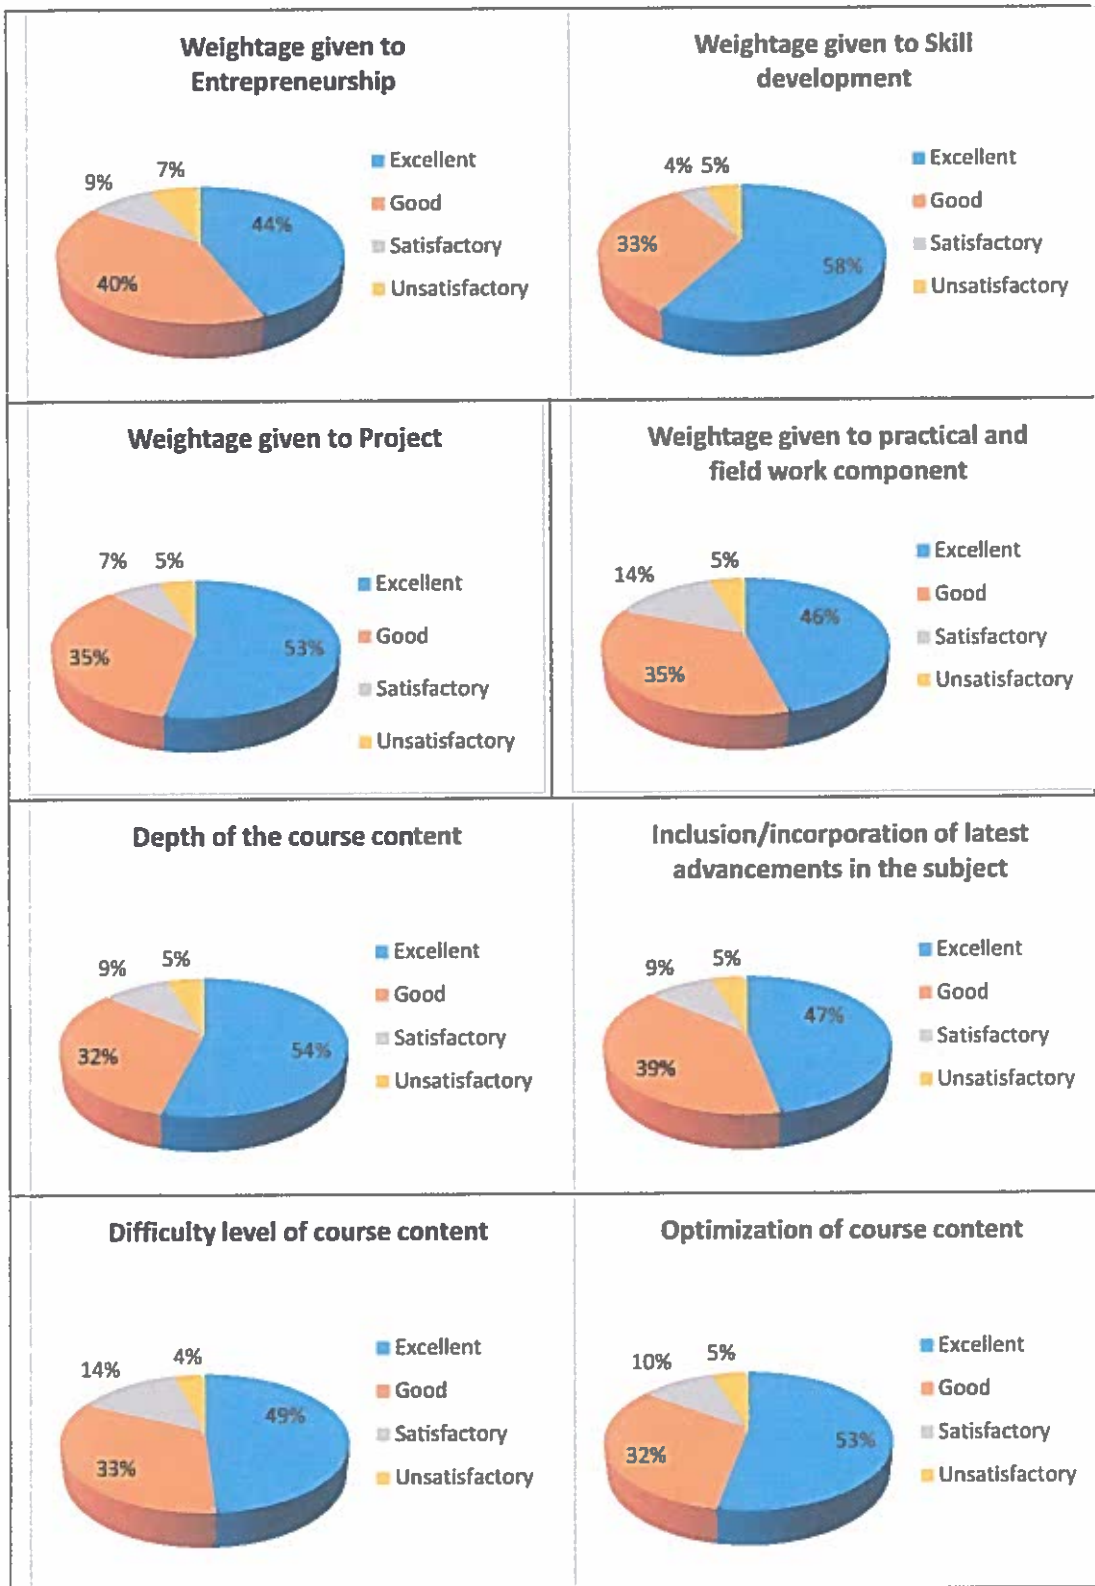 Weightage given to
Entrepreneurship
7%
9%
44%
40%
Excellent
Good
Satisfactory
Unsatisfactory
Weightage given to Skill
development
4% 5%
33%
58%
Excellent
Good
Satisfactory
Unsatisfactory
Weightage given to Project
7% 5%
35%
53%
Excellent
Good
Satisfactory
Unsatisfactory
Weightage given to practical and
field work component
14%
5%
46%
35%
Excellent
Good
Satisfactory
Unsatisfactory
Depth of the course content
9%
5%
32%
54%
Excellent
Good
Satisfactory
Unsatisfactory
Inclusion/incorporation of latest
advancements in the subject
9%
5%
47%
39%
Excellent
Good
Satisfactory
Unsatisfactory
Difficulty level of course content
14%
4%
49%
33%
Excellent
Good
Satisfactory
Unsatisfactory
Optimization of course content
10%
5%
32%
53%
Excellent
Good
Satisfactory
Unsatisfactory